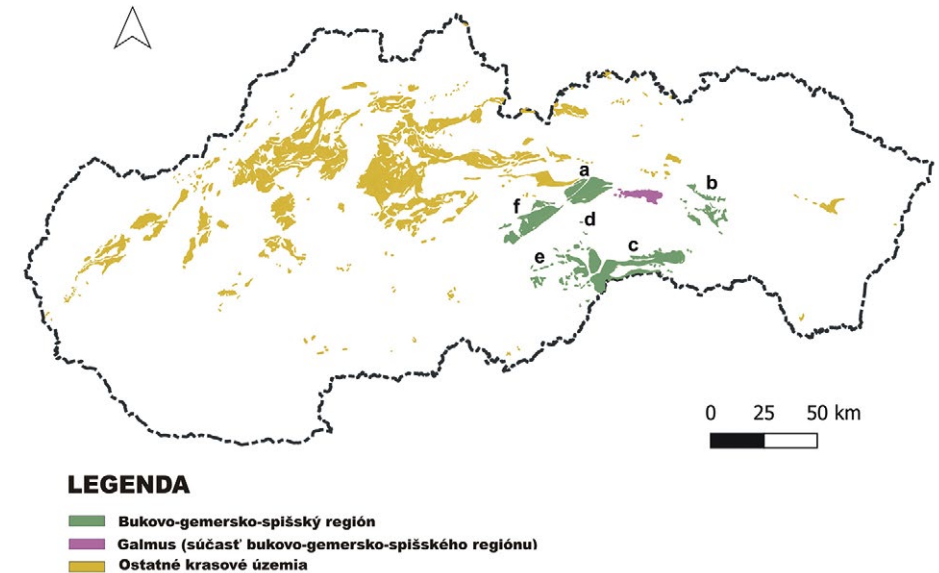 a
b
f
d
c
e
0 25 50 km
LEGENDA
Bukovo-gemersko-spišský región
Galmus (súčasť bukovo-gemersko-spišského regiónu)
Ostatné krasové územia